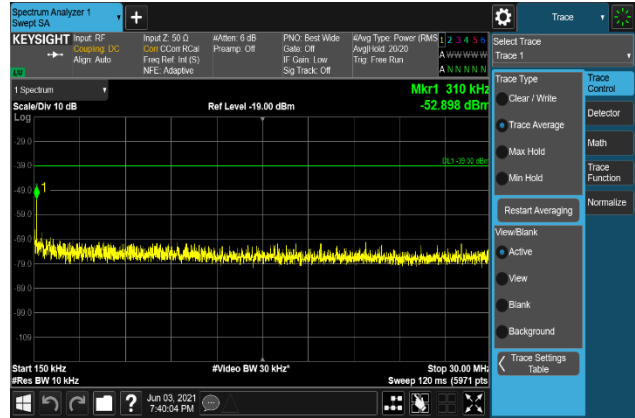 Spectrum Analyzer 1
Swept SA
+
Trace
KEYSIGHT
Input: RF
Coupling: DC
Align: Auto
Input Z: 50 Ω
Corr CCorr RCal
Freq Ref: Int (S)
NFE: Adaptive
#Atten: 6 dB
Preamp: Off
PNO: Best Wide
Gate: Off
IF Gain: Low
Sig Track: Off
#Avg Type: Power (RMS
Avg|Hold: 20/20
Trig: Free Run
1 2 3 4 5 6
A W W W W W
A N N N N N
LXI
Select Trace
Trace 1
1 Spectrum
Scale/Div 10 dB
Log
Ref Level -19.00 dBm
Mkr1 310 kHz
-52.898 dBm
-29.0
-39.0
-49.0
-59.0
-69.0
-79.0
-89.0
-99.0
-109
DL1 -39.00 dBm
1
Start 150 kHz
#Res BW 10 kHz
#Video BW 30 kHz*
Stop 30.00 MHz
Sweep 120 ms (5971 pts
Trace Type
Clear / Write
Trace Average
Max Hold
Min Hold
Restart Averaging
View/Blank
Active
View
Blank
Background
Trace Settings
Table
Trace
Control
Detector
Math
Trace
Function
Normalize
?
Jun 03, 2021
7:40:04 PM